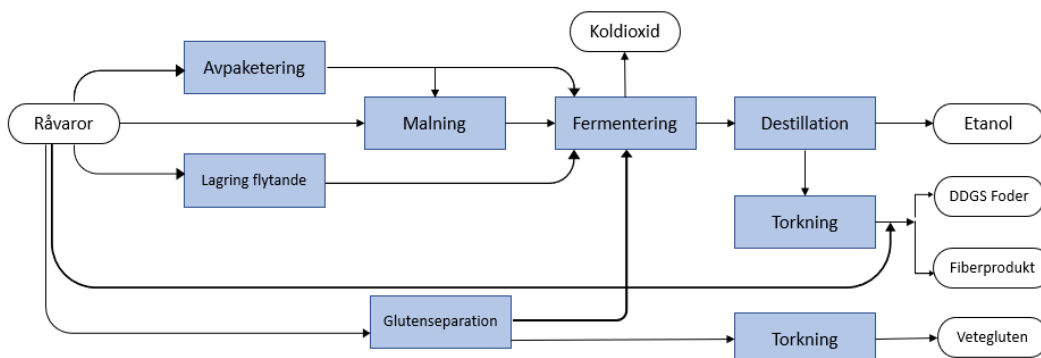 Koldioxid
Avpaketering
Råvaror
Malning
Fermentering
Destillation
Etanol
Lagring flytande
DDGS Foder
Torkning
Fiberprodukt
Glutenseparation
Torkning
Vetegluten